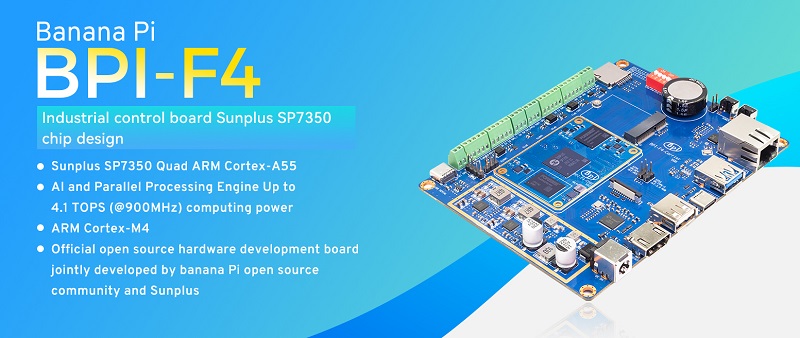 Banana Pi
BPI-F4
Industrial control board Sunplus SP7350
chip design
Sunplus SP7350 Quad ARM Cortex-A55
AI and Parallel Processing Engine Up to
4.1 TOPS (@900MHz) computing power
ARM Cortex-M4
Official open source hardware development board
jointly developed by banana Pi open source
community and Sunplus